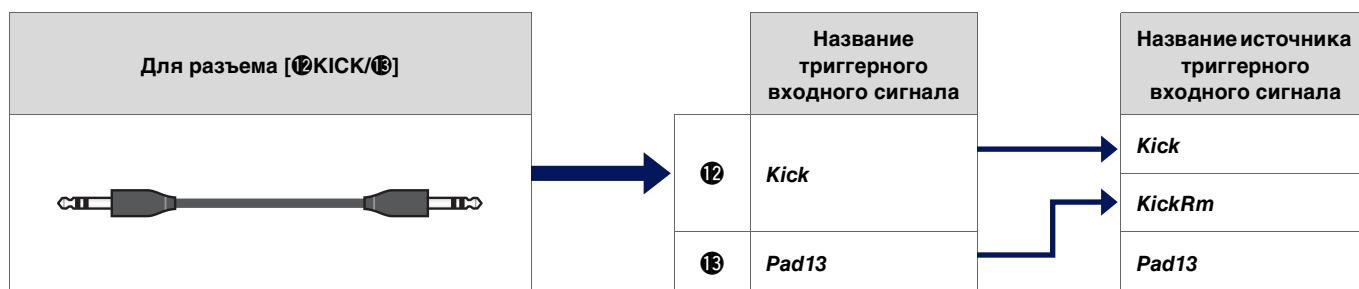 Для разъема [⓬KICK/⓭]
Название
триггерного
входного сигнала
Название источника
триггерного
входного сигнала
⓬ Kick
⓭ Pad13
Kick
KickRm
Pad13